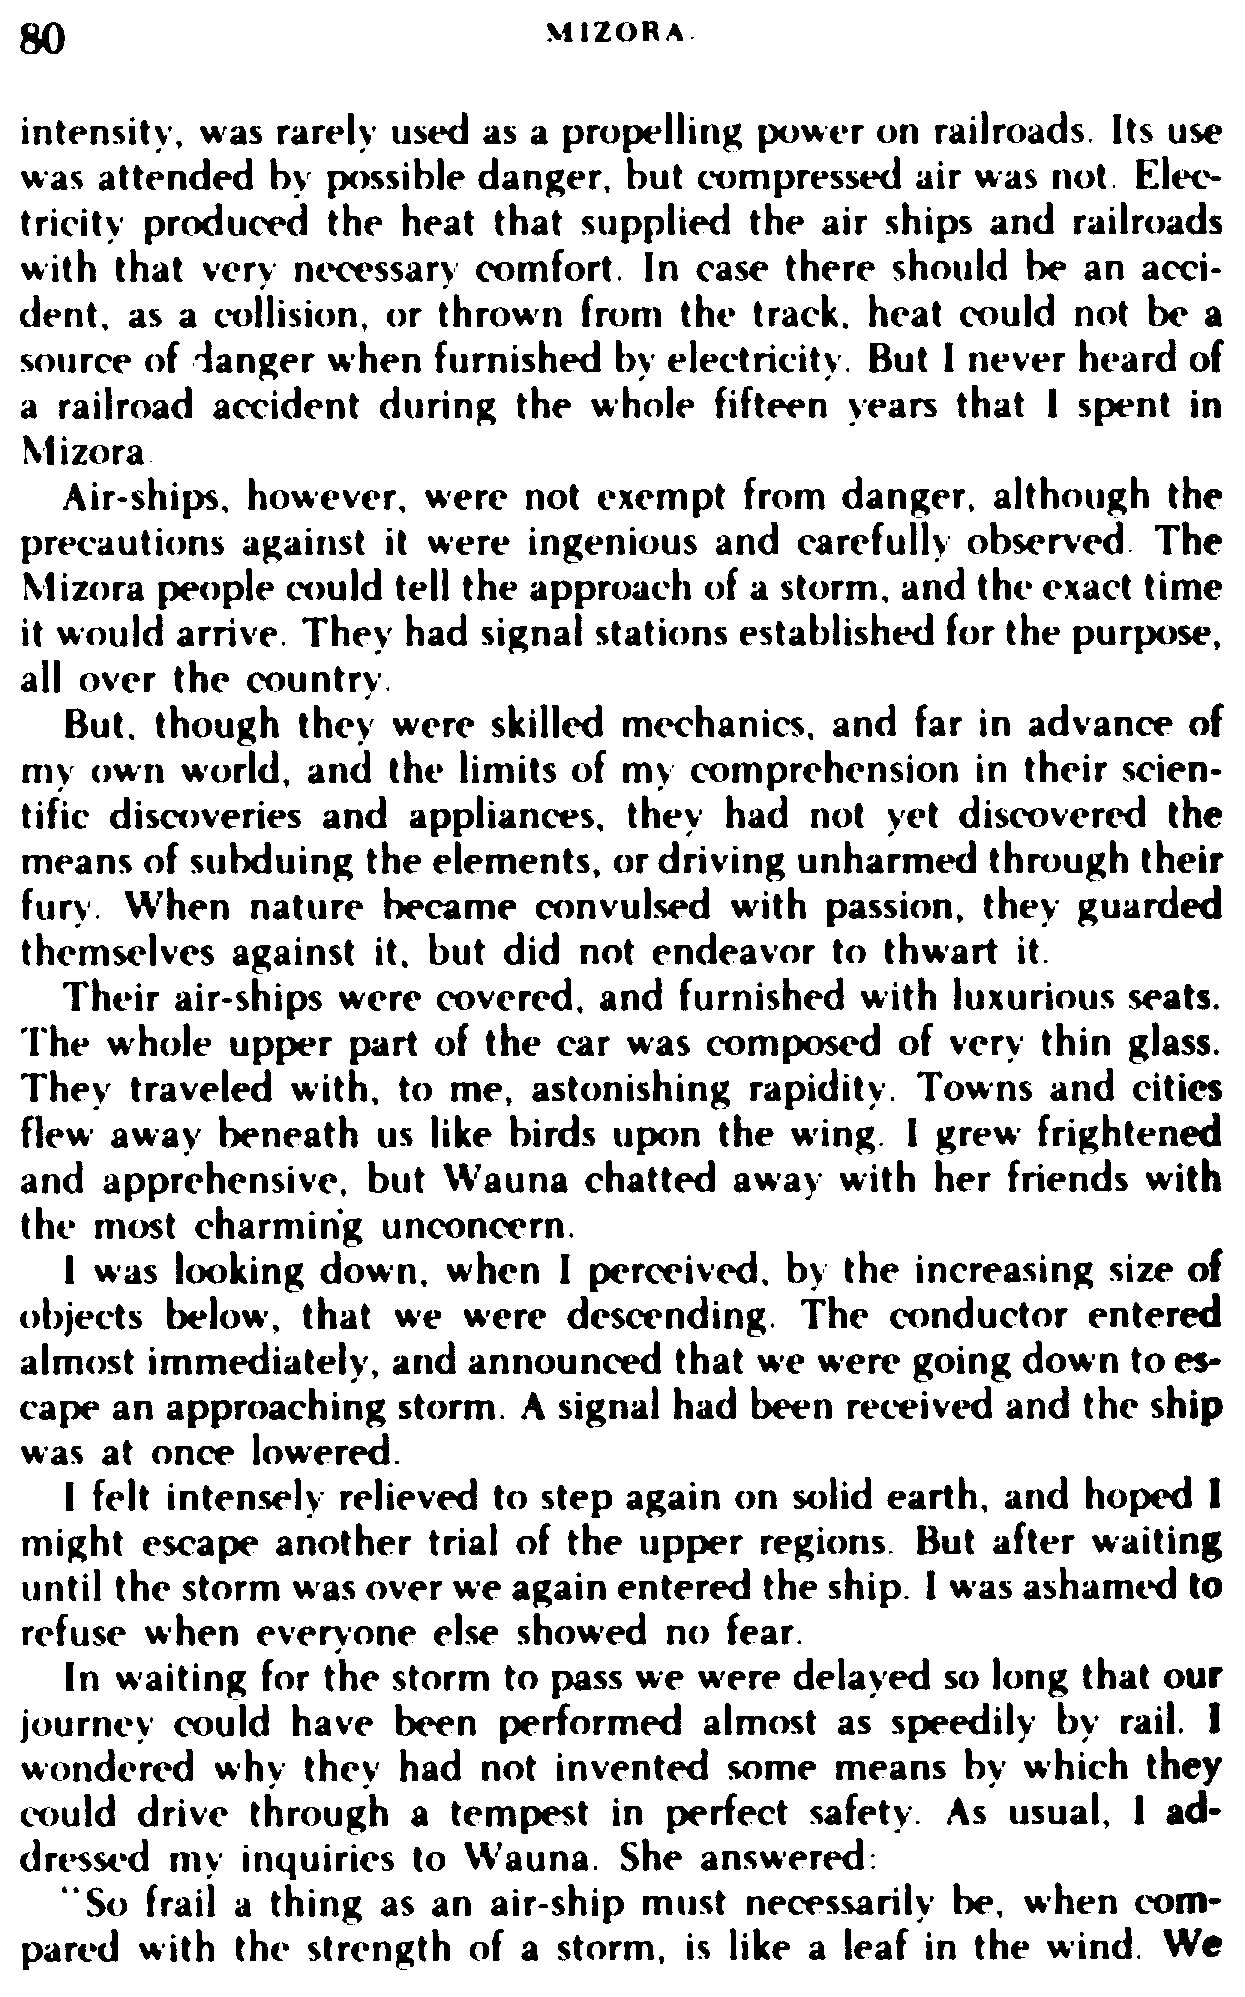 80 MIZORA.
intensity, was rarely used as a propelling power on railroads. Its use
was attended by possible danger, but compressed air was not. Elec-
tricity produced the heat that supplied the air ships and railroads
with that very necessary comfort. In case there should be an acci-
dent, as a collision, or thrown from the track, heat could not be a
source of danger when furnished by electricity. But I never heard of
a railroad accident during the whole fifteen years that I spent in
Mizora.
Air-ships, however, were not exempt from danger, although the
precautions against it were ingenious and carefully observed. The
Mizora people could tell the approach of a storm, and the exact time
it would arrive. They had signal stations established for the purpose,
all over the country.
But, though they were skilled mechanics, and far in advance of
my own world, and the limits of my comprehension in their scien-
tific discoveries and appliances, they had not yet discovered the
means of subduing the elements, or driving unharmed through their
fury. When nature became convulsed with passion, they guarded
themselves against it, but did not endeavor to thwart it.
Their air-ships were covered, and furnished with luxurious seats.
The whole upper part of the car was composed of very thin glass.
They traveled with, to me, astonishing rapidity. Towns and cities
flew away beneath us like birds upon the wing. I grew frightened
and apprehensive, but Wauna chatted away with her friends with
the most charming unconcern.
I was looking down, when I perceived, by the increasing size of
objects below, that we were descending. The conductor entered
almost immediately, and announced that we were going down to es-
cape an approaching storm. A signal had been received and the ship
was at once lowered.
I felt intensely relieved to step again on solid earth, and hoped I
might escape another trial of the upper regions. But after waiting
until the storm was over we again entered the ship. I was ashamed to
refuse when everyone else showed no fear.
In waiting for the storm to pass we were delayed so long that our
journey could have been performed almost as speedily by rail. I
wondered why they had not invented some means by which they
could drive through a tempest in perfect safety. As usual, I ad-
dressed my inquiries to Wauna. She answered:
"So frail a thing as an air-ship must necessarily be, when com-
pared with the strength of a storm, is like a leaf in the wind. We